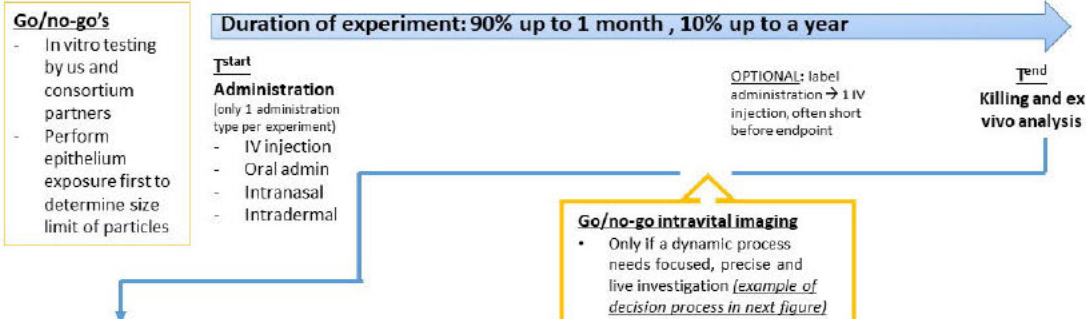 Go/no-go's
- In vitro testing
by us and
consortium
partners
- Perform
epithelium
exposure first to
determine size
limit of particles
Duration of experiment: 90% up to 1 month , 10% up to a year
Tstart
Administration
(only 1 administration
type per experiment)
- IV injection
- Oral admin
- Intranasal
- Intradermal
OPTIONAL: label
administration → 1 IV
injection, often short
before endpoint
Tend
Killing and ex
vivo analysis
Go/no-go intravital imaging
• Only if a dynamic process
needs focused, precise and
live investigation (example of
decision process in next figure)